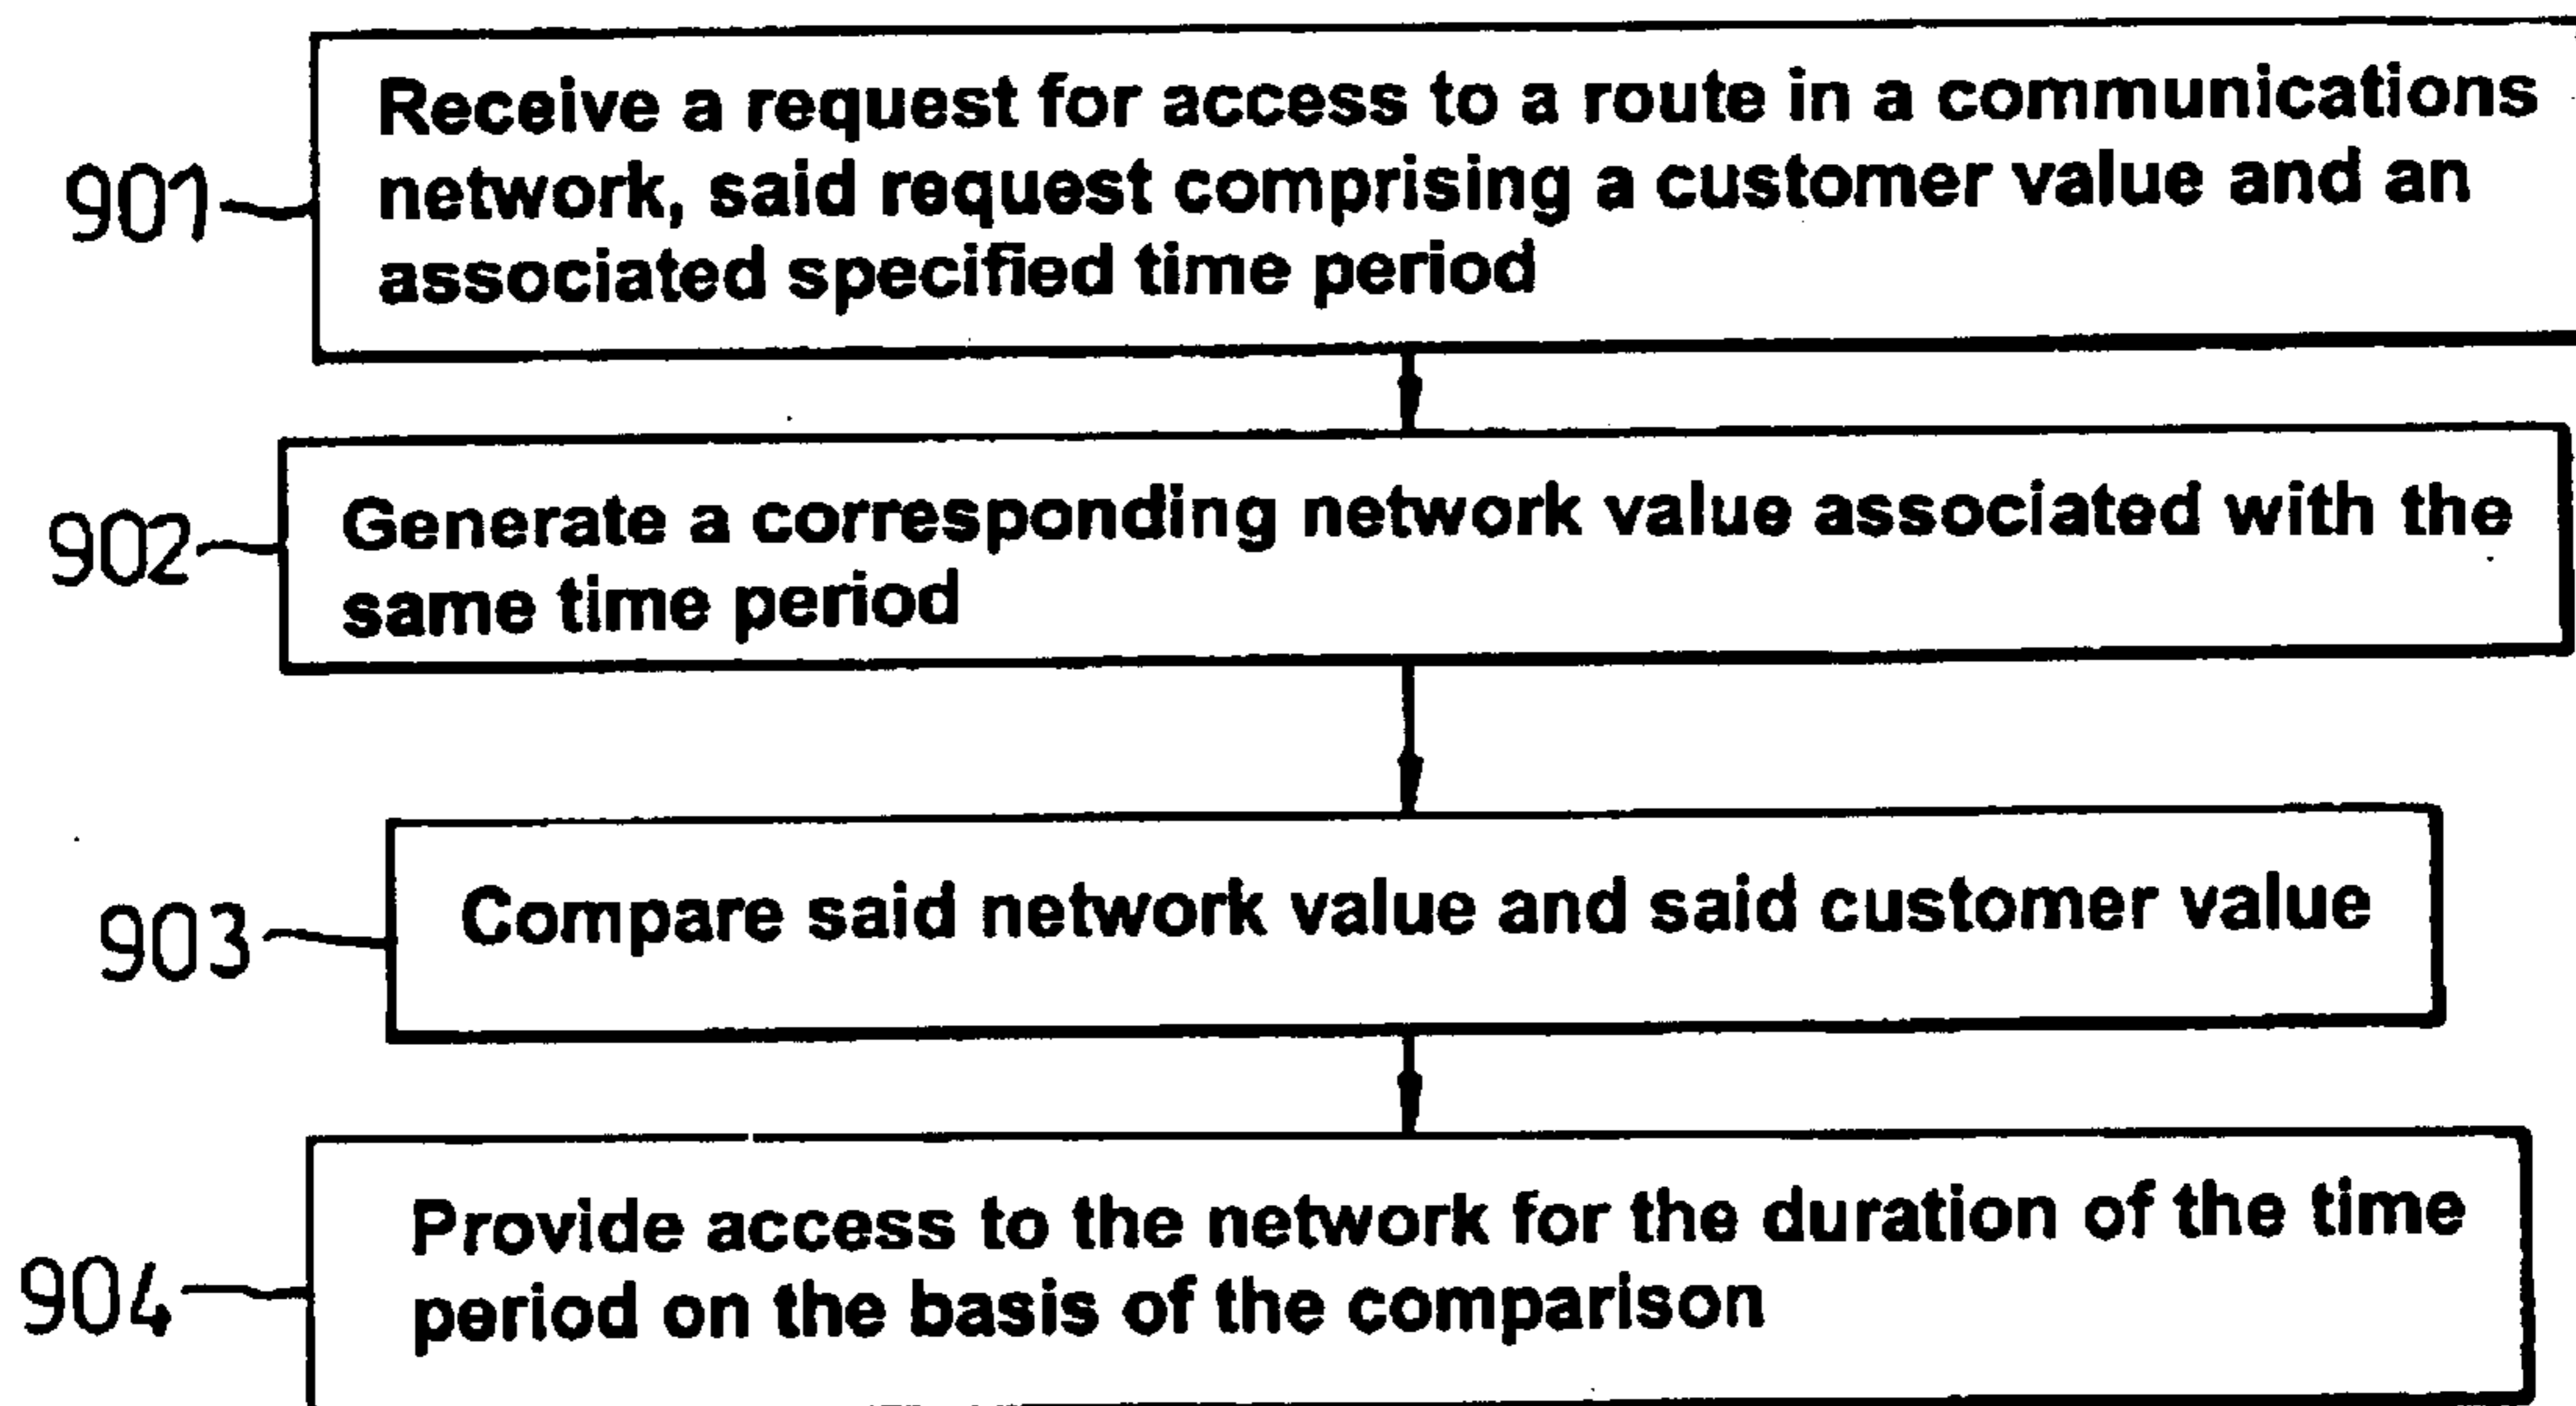 Receive a request for access to a route in a communications
901
network, said request comprising a customer value and an
associated specified time period
Generate a corresponding network value associated with the
902
same time period
903
Compare said network value and said customer value
Provide access to the network for the duration of the time
904
period on the basis of the comparison